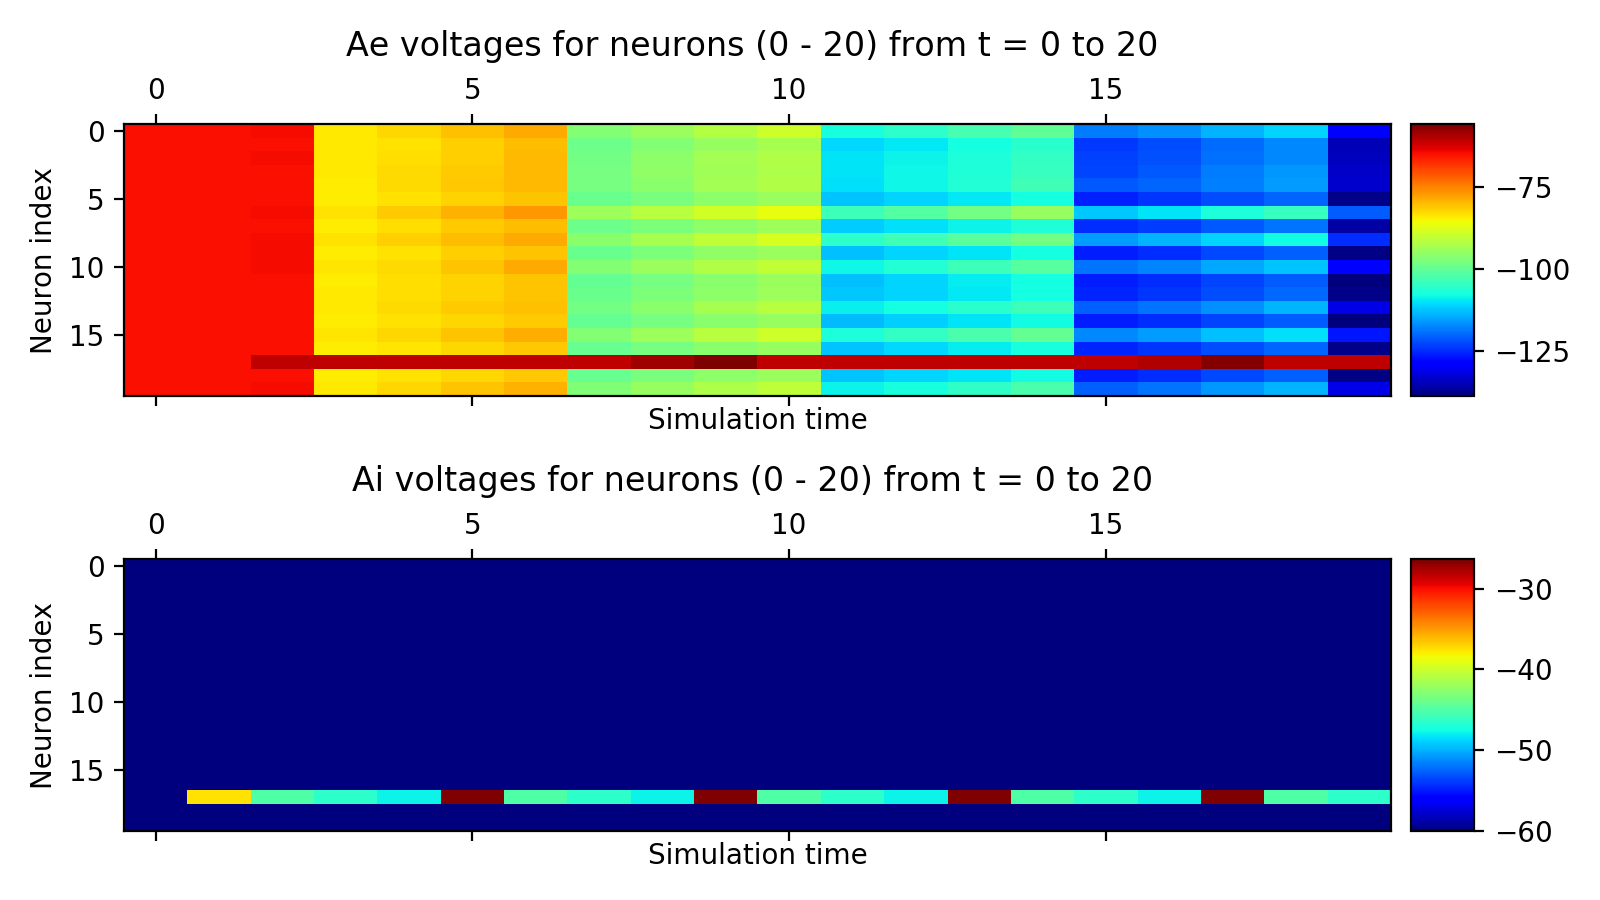 Ae voltages for neurons (0 - 20) from t = 0 to 20
0 5 10 15
0
5
10
15
Neuron index
Simulation time
−75
−100
−125
Ai voltages for neurons (0 - 20) from t = 0 to 20
0 5 10 15
0
5
10
15
Neuron index
Simulation time
−30
−40
−50
−60